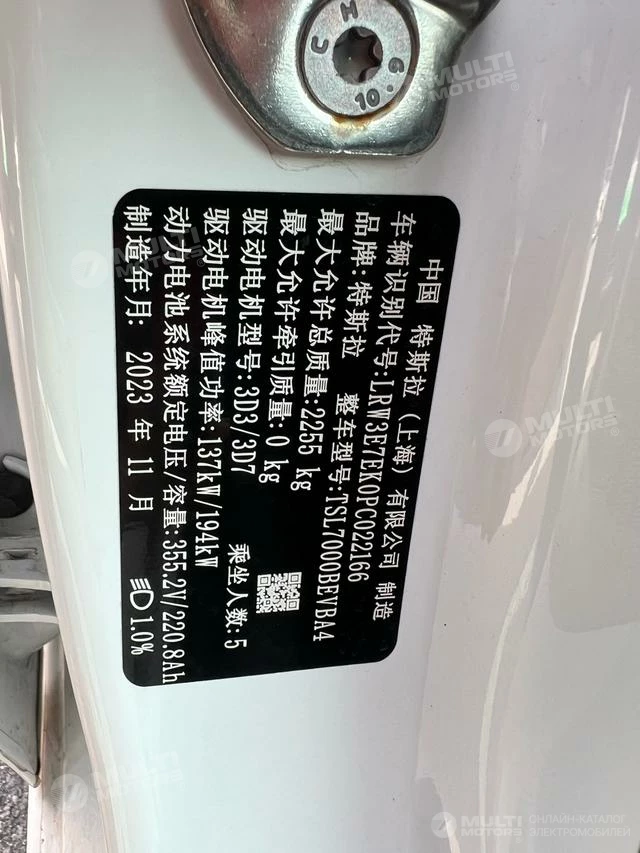 CH
10.6
中国 特斯拉（上海）有限公司 制造
车辆识别代号:LRW3E7EK0PC022166
品牌:特斯拉 整车型号:TSL7000BEVBA4
最大允许总质量:2255 kg
最大允许牵引质量:0 kg
驱动电机型号:3D3/3D7 乘坐人数:5
驱动电机峰值功率:137kW/194kW
动力电池系统额定电压/容量:355.2V/220.8Ah
制造年月: 2023 年 11 月 1.0%
MULTI MOTORS
MULTI MOTORS
MULTI MOTORS
MULTI MOTORS
MULTI MOTORS
ОНЛАЙН-КАТАЛОГ
ЭЛЕКТРОМОБИЛЕЙ